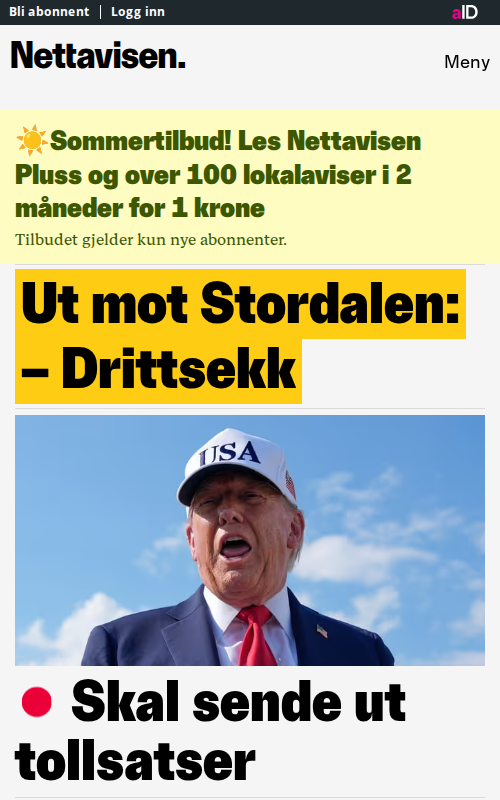 Bli abonnent
Logg inn
aID
Nettavisen.
Meny
☀️Sommertilbud! Les Nettavisen
Pluss og over 100 lokalaviser i 2
måneder for 1 krone
Tilbudet gjelder kun nye abonnenter.
Ut mot Stordalen:
– Drittsekk
USA
Skal sende ut
tollsatser